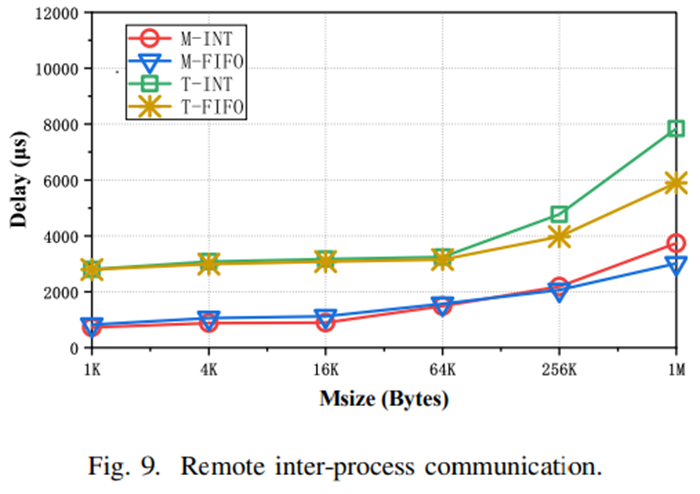 12000
10000
8000
6000
4000
2000
0
Delay (μs)
M-INT
M-FIFO
T-INT
T-FIFO
1K 4K 16K 64K 256K 1M
Msize (Bytes)
Fig. 9. Remote inter-process communication.